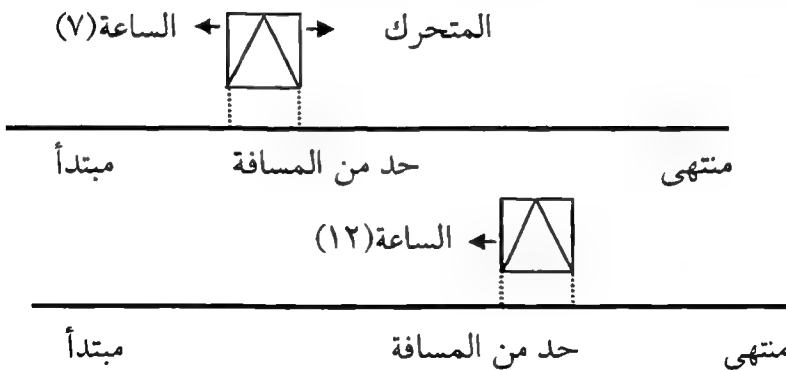 المتحرك الساعة(٧)
منتهى حد من المسافة مبتدأ
الساعة(١٢)
منتهى حد من المسافة مبتدأ